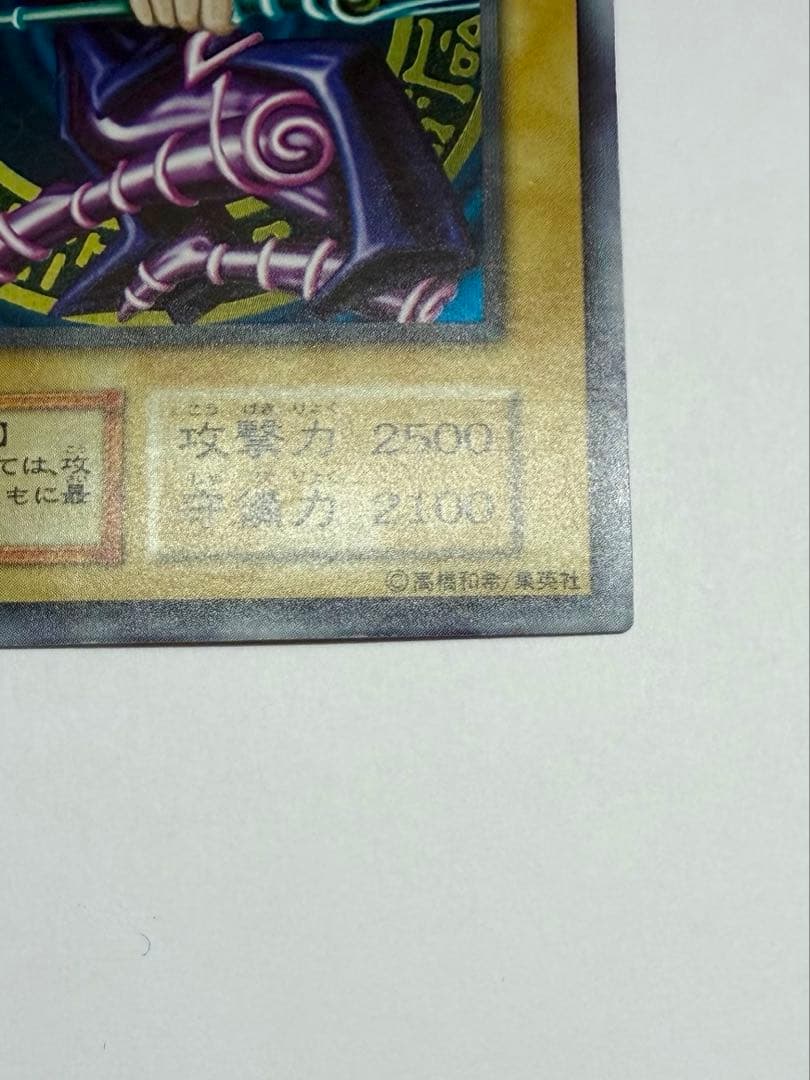 】
ては、攻
もに最
こう げき りょく
攻撃力 2500
しゅ び りょく
守備力 2100
©高橋和希/集英社